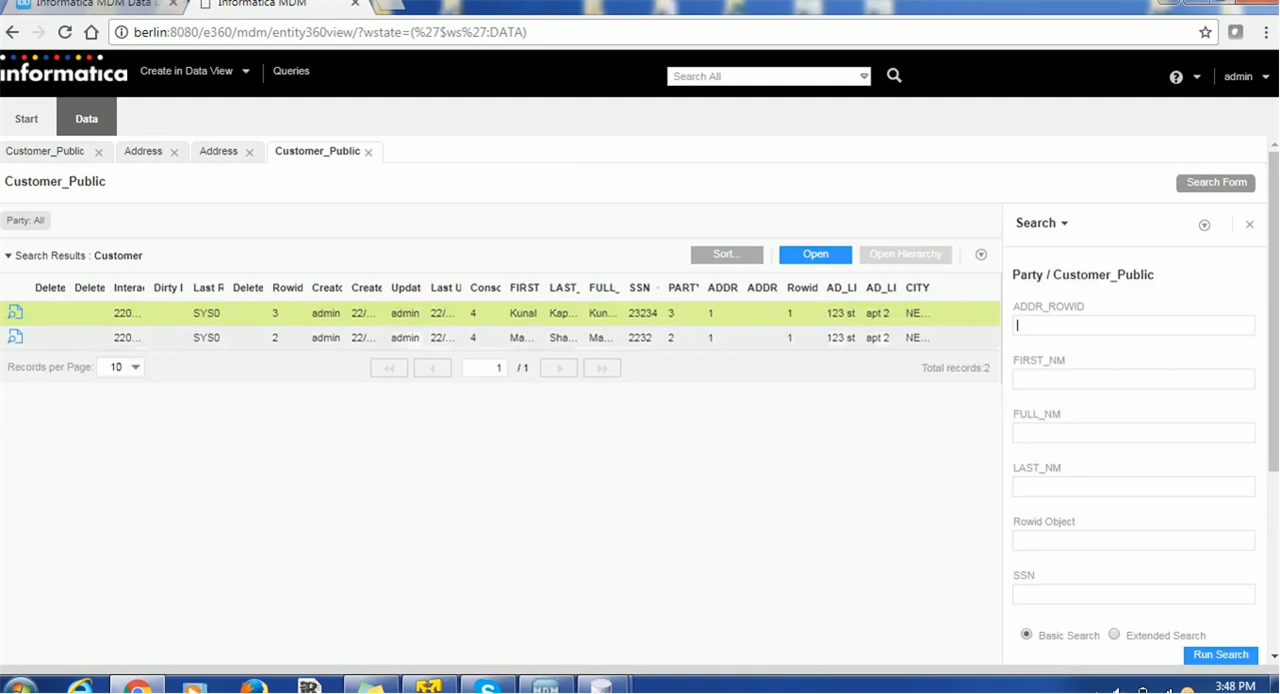 Informatica MDM Data
Informatica MDM
berlin:8080/e360/mdm/entity360view/?wstate=(%27$ws%27:DATA)
informatica Create in Data View Queries Search All admin
Start Data
Customer_Public Address Address Customer_Public
Customer_Public Search Form
Party: All Search
Search Results : Customer Sort... Open Open Hierarchy
Delete Delete Intera Dirty I Last R Delete Rowid Creat Create Updat Last U Consc FIRST LAST_ FULL_ SSN PARTY ADDR ADDR Rowid AD_LI AD_LI CITY
220... SYS0 3 admin 22/... admin 22/... 4 Kunal Kap... Kun... 23234 3 1 1 123 st apt 2 NE...
220... SYS0 2 admin 22/... admin 22/... 4 Ma... Sha... Ma... 2232 2 1 1 123 st apt 2 NE...
Records per Page: 10 1 / 1 Total records:2
Party / Customer_Public
ADDR_ROWID
FIRST_NM
FULL_NM
LAST_NM
Rowid Object
SSN
Basic Search Extended Search
Run Search
MDM
3:48 PM